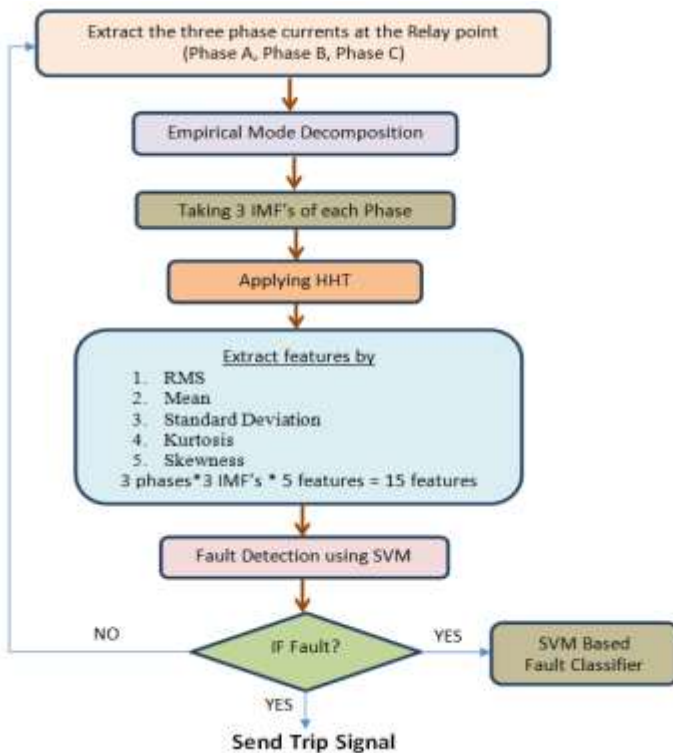 Extract the three phase currents at the Relay point
(Phase A, Phase B, Phase C)
Empirical Mode Decomposition
Taking 3 IMF's of each Phase
Applying HHT
Extract features by
1. RMS
2. Mean
3. Standard Deviation
4. Kurtosis
5. Skewness
3 phases*3 IMF's * 5 features = 15 features
Fault Detection using SVM
IF Fault?
NO
YES
SVM Based
Fault Classifier
YES
Send Trip Signal